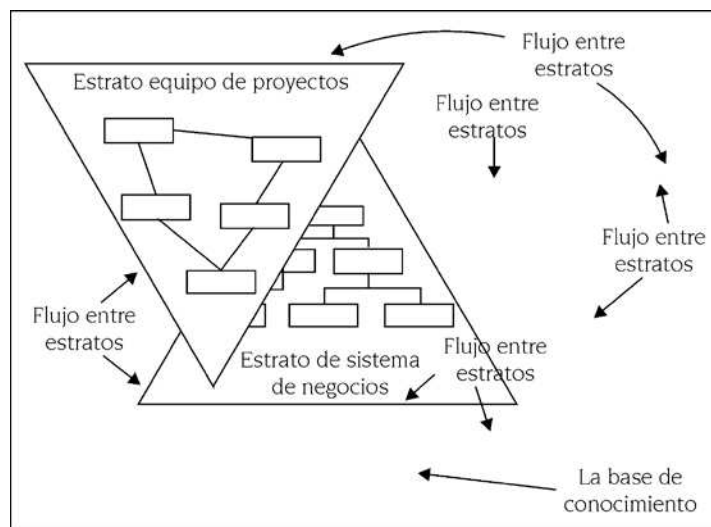 Flujo entre
estratos
Estrato equipo de proyectos
Flujo entre
estratos
Flujo entre
estratos
Flujo entre
estratos
Estrato de sistema
de negocios
Flujo entre
estratos
La base de
conocimiento